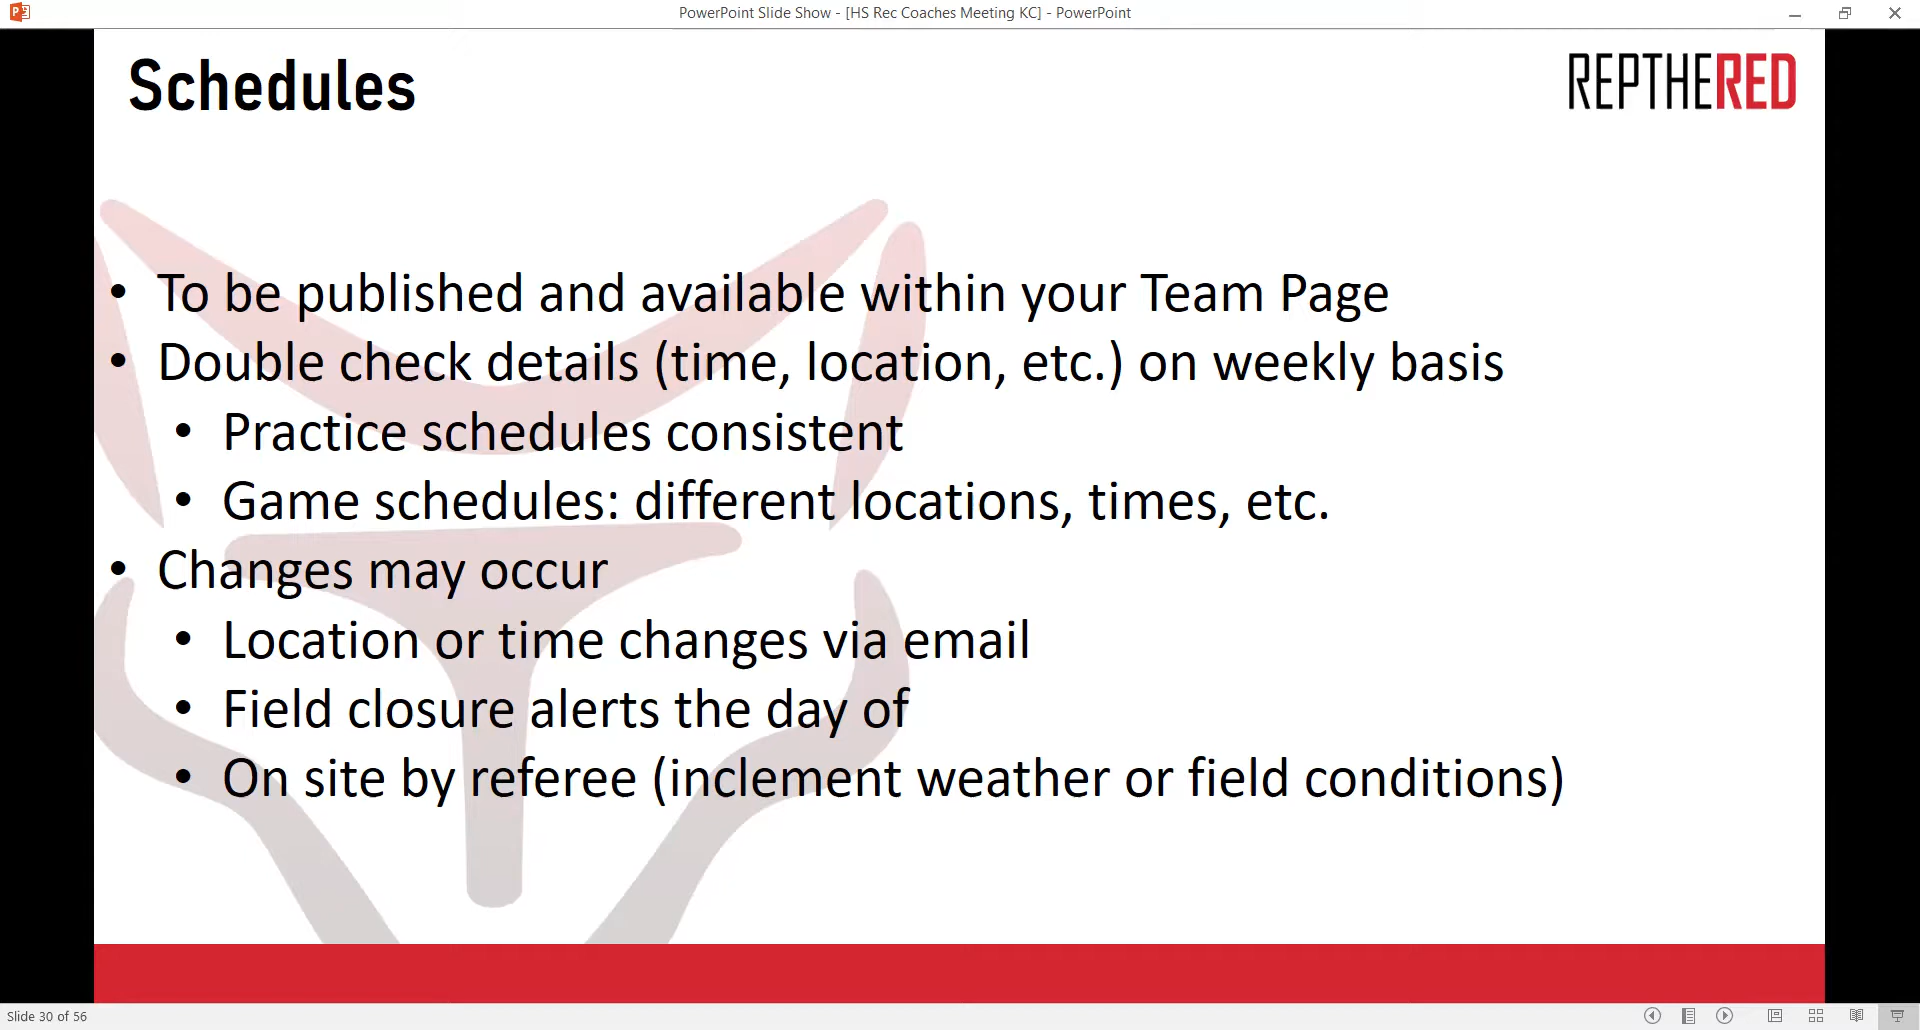 PowerPoint Slide Show - [HS Rec Coaches Meeting KC] - PowerPoint
Schedules
REPTHERED
• To be published and available within your Team Page
• Double check details (time, location, etc.) on weekly basis
• Practice schedules consistent
• Game schedules: different locations, times, etc.
• Changes may occur
• Location or time changes via email
• Field closure alerts the day of
• On site by referee (inclement weather or field conditions)
Slide 30 of 56